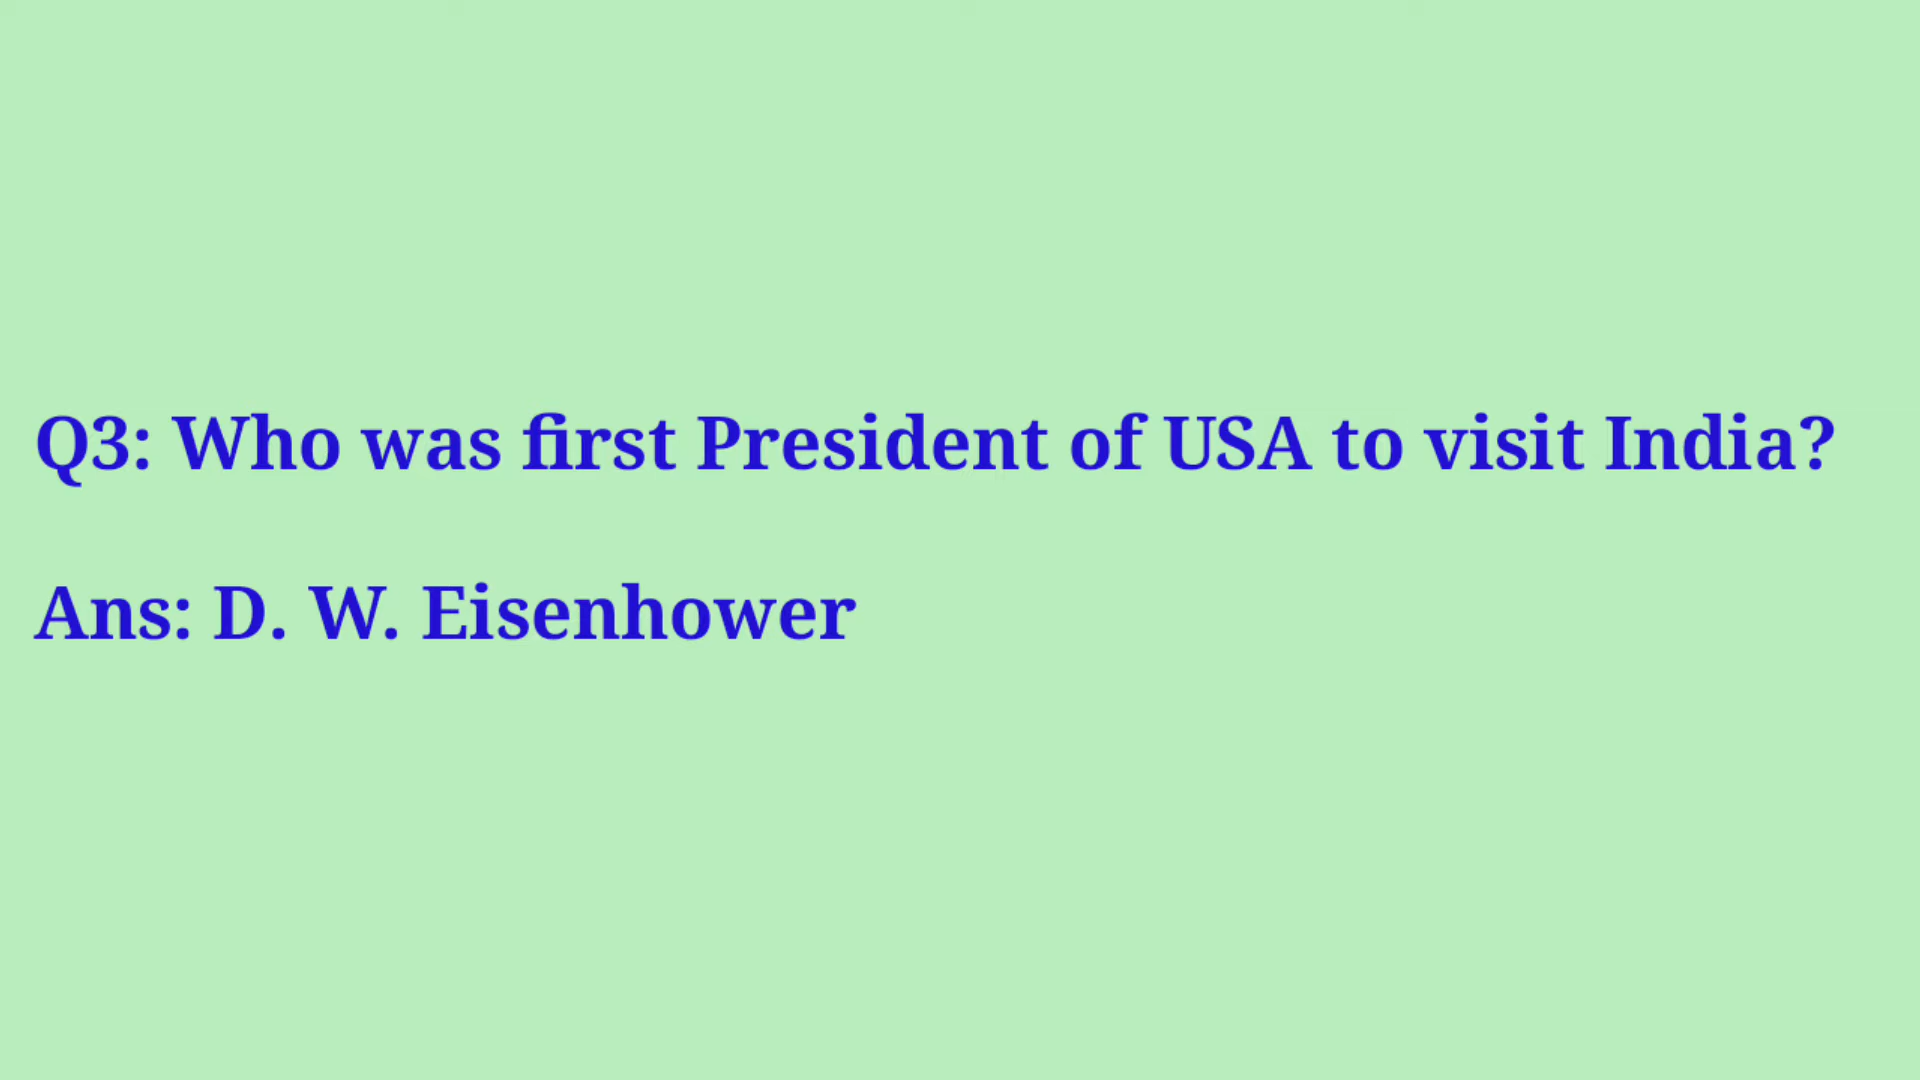 Q3: Who was first President of USA to visit India?
Ans: D. W. Eisenhower